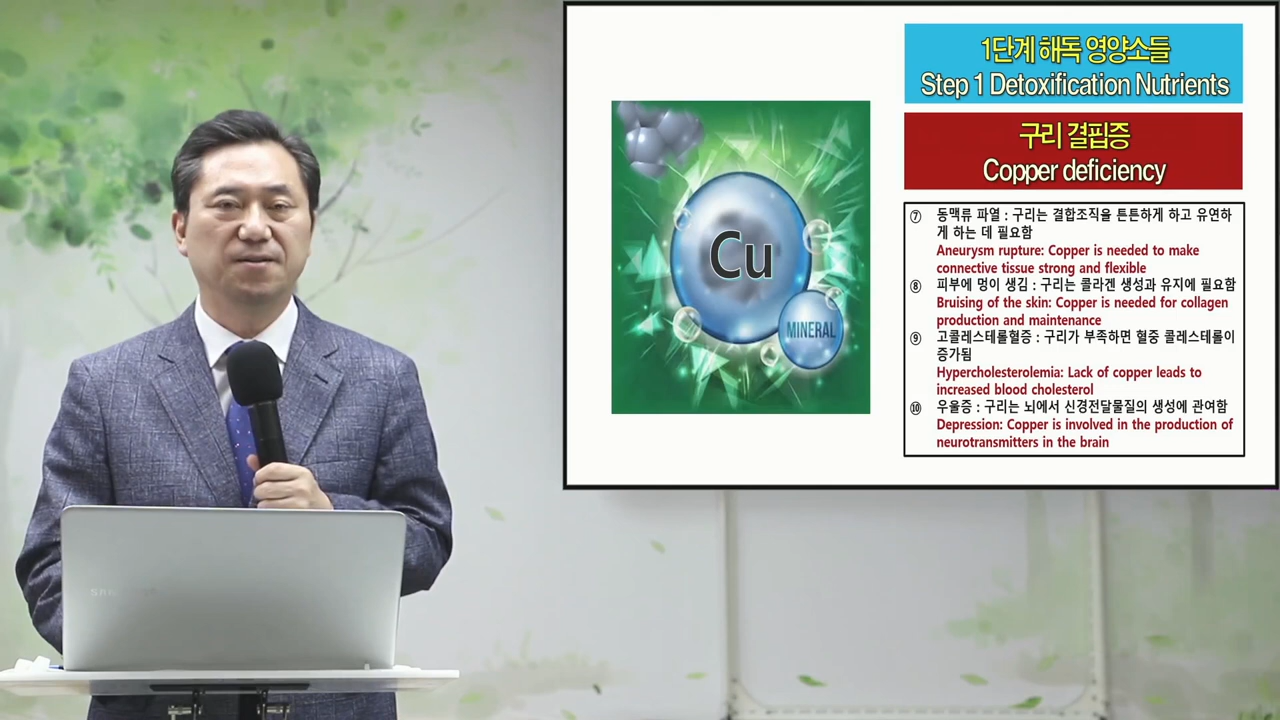 1단계 해독 영양소들
Step 1 Detoxification Nutrients
구리 결핍증
Copper deficiency
Cu
MINERAL
⑦ 동맥류 파열 : 구리는 결합조직을 튼튼하게 하고 유연하
게 하는 데 필요함
Aneurysm rupture: Copper is needed to make
connective tissue strong and flexible
⑧ 피부에 멍이 생김 : 구리는 콜라겐 생성과 유지에 필요함
Bruising of the skin: Copper is needed for collagen
production and maintenance
⑨ 고콜레스테롤혈증 : 구리가 부족하면 혈중 콜레스테롤이
증가됨
Hypercholesterolemia: Lack of copper leads to
increased blood cholesterol
⑩ 우울증 : 구리는 뇌에서 신경전달물질의 생성에 관여함
Depression: Copper is involved in the production of
neurotransmitters in the brain